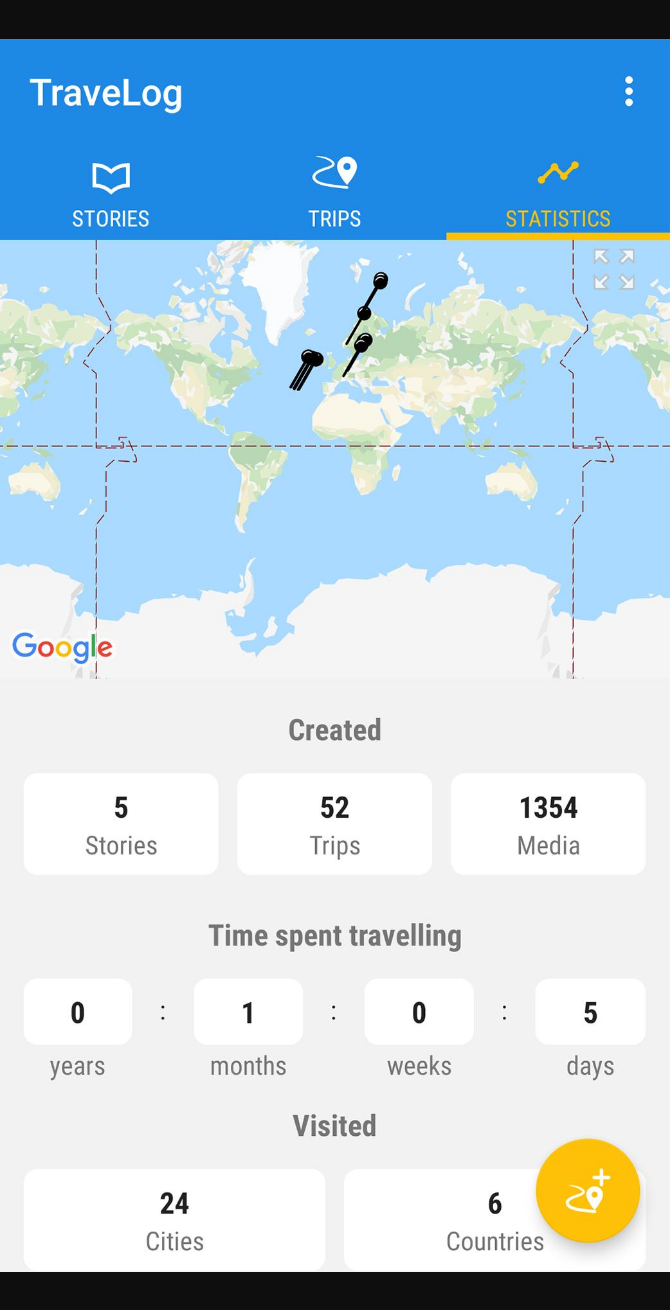 TraveLog
STORIES
TRIPS
STATISTICS
Google
Created
5
Stories
52
Trips
1354
Media
Time spent travelling
0 : 1 : 0 : 5
years months weeks days
Visited
24
Cities
6
Countries